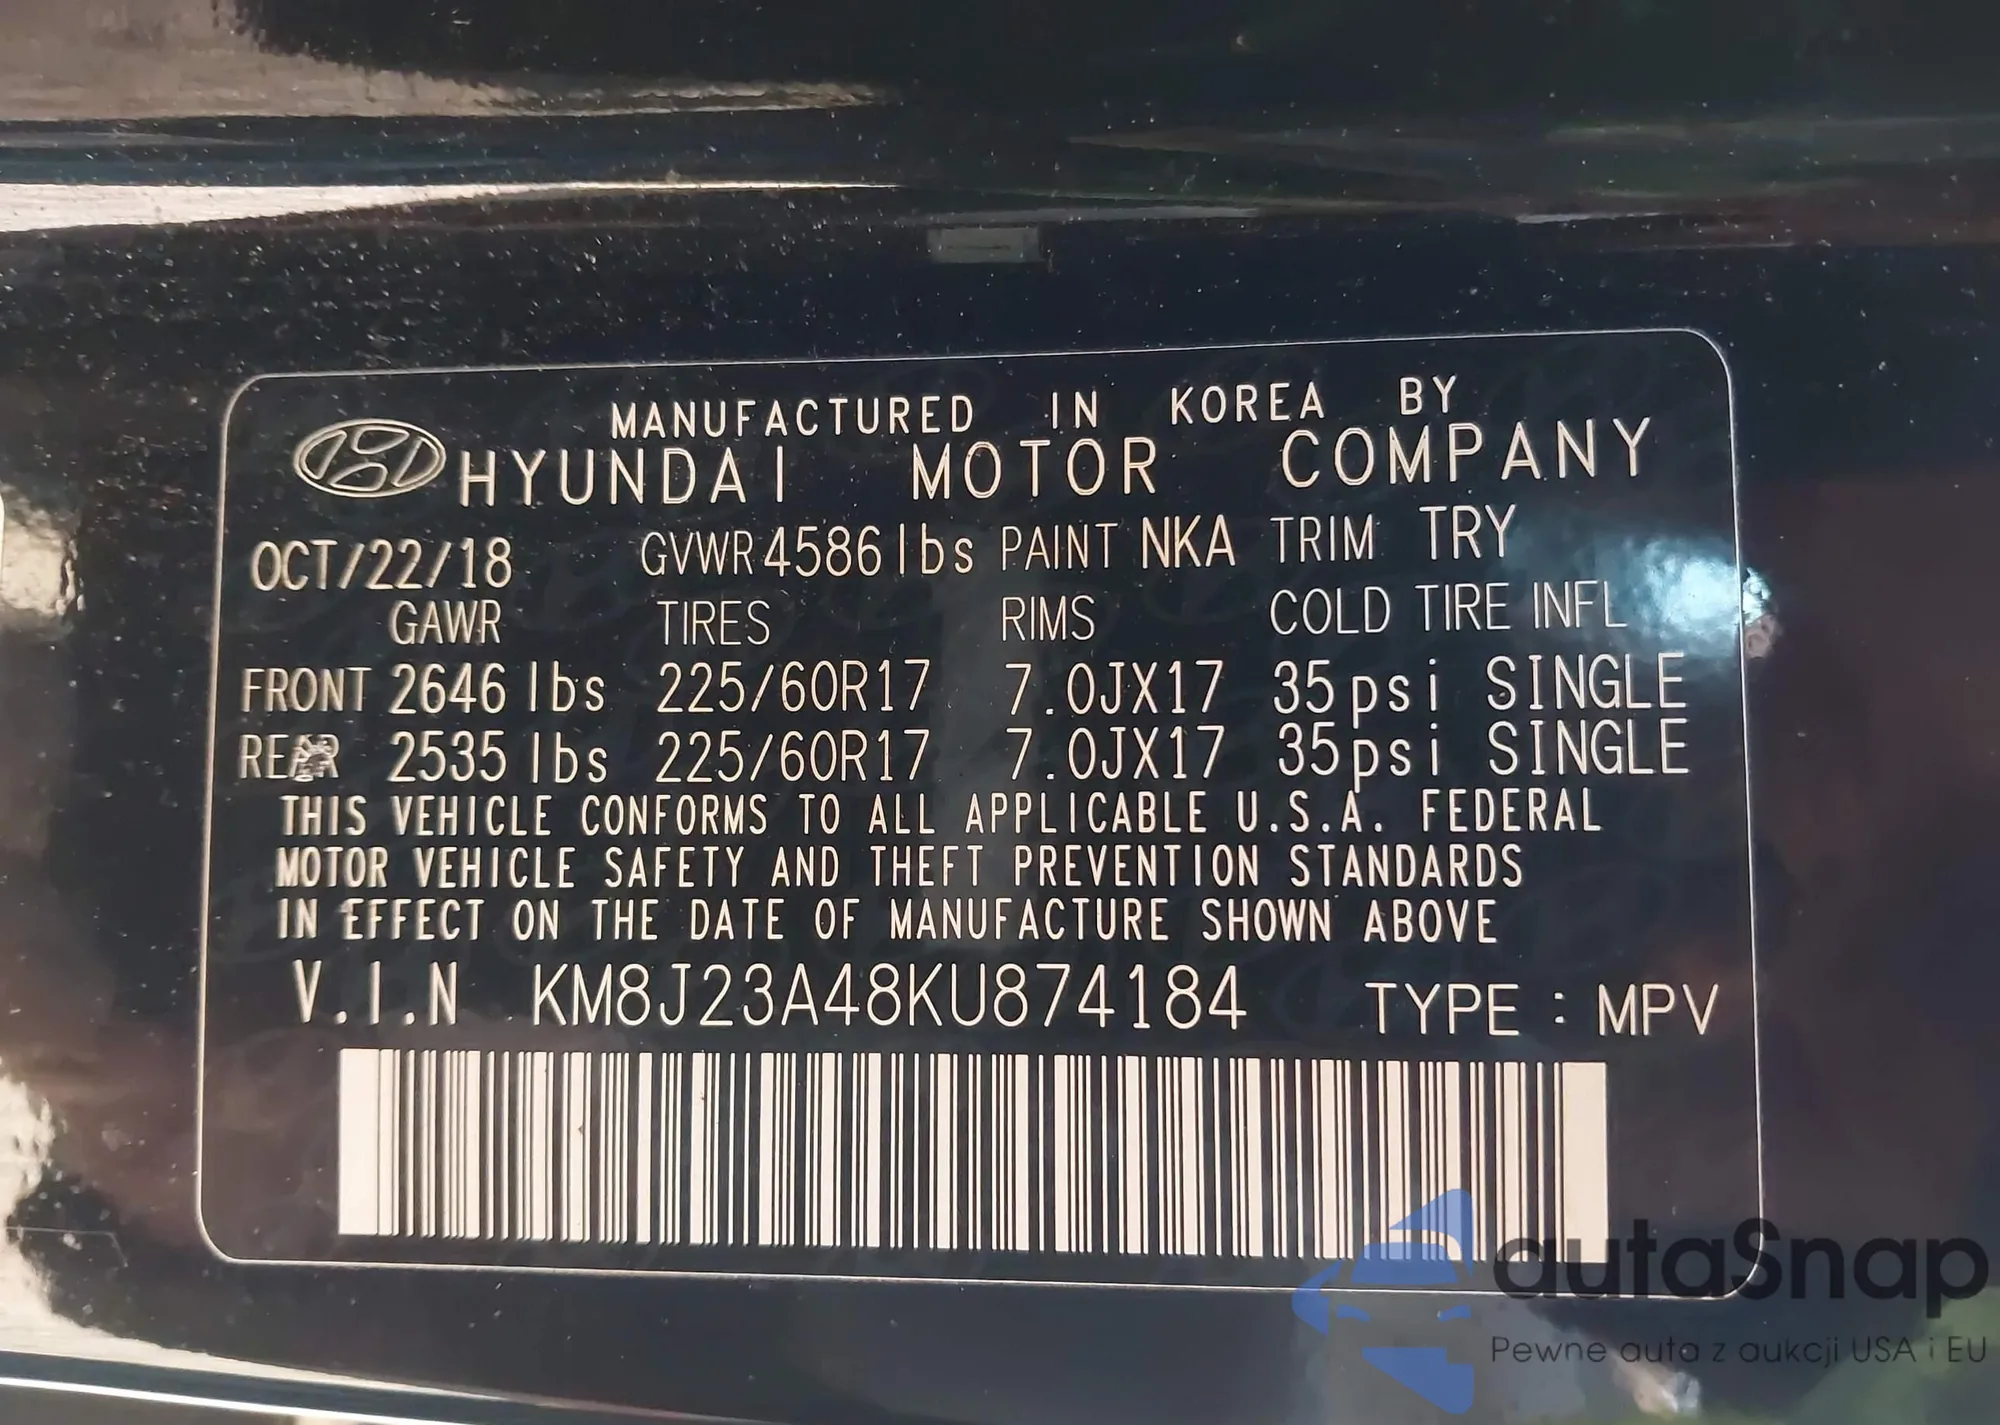 MANUFACTURED IN KOREA BY
HYUNDAI MOTOR COMPANY
OCT/22/18 GVWR 4586lbs PAINT NKA TRIM TRY
GAWR TIRES RIMS COLD TIRE INFL
FRONT 2646 lbs 225/60R17 7.0JX17 35psi SINGLE
REAR 2535 lbs 225/60R17 7.0JX17 35psi SINGLE
THIS VEHICLE CONFORMS TO ALL APPLICABLE U.S.A. FEDERAL
MOTOR VEHICLE SAFETY AND THEFT PREVENTION STANDARDS
IN EFFECT ON THE DATE OF MANUFACTURE SHOWN ABOVE
V.I.N KM8J23A48KU874184 TYPE : MPV
autaSnap
Pewne auta z aukcji USA i EU